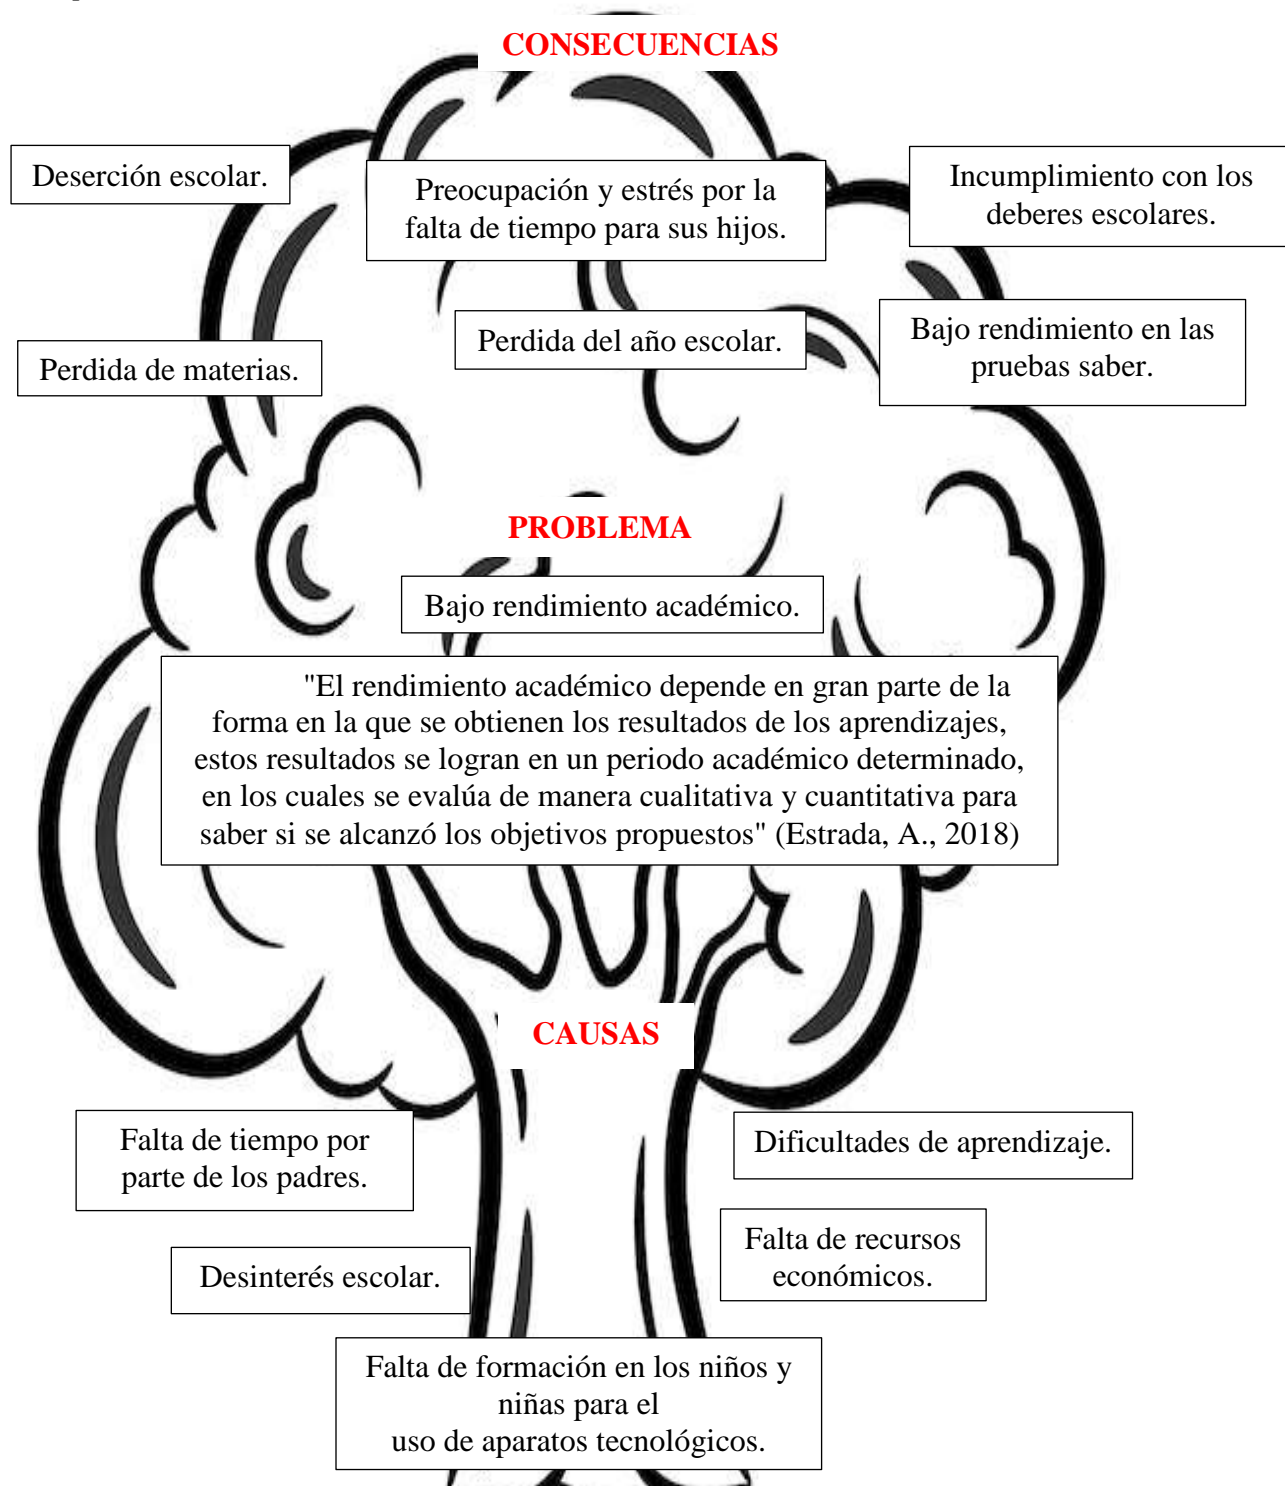 CONSECUENCIAS
Deserción escolar.
Preocupación y estrés por la
falta de tiempo para sus hijos.
Incumplimiento con los
deberes escolares.
Perdida de materias.
Perdida del año escolar.
Bajo rendimiento en las
pruebas saber.
PROBLEMA
Bajo rendimiento académico.
"El rendimiento académico depende en gran parte de la
forma en la que se obtienen los resultados de los aprendizajes,
estos resultados se logran en un periodo académico determinado,
en los cuales se evalúa de manera cualitativa y cuantitativa para
saber si se alcanzó los objetivos propuestos" (Estrada, A., 2018)
CAUSAS
Falta de tiempo por
parte de los padres.
Dificultades de aprendizaje.
Desinterés escolar.
Falta de recursos
económicos.
Falta de formación en los niños y
niñas para el
uso de aparatos tecnológicos.